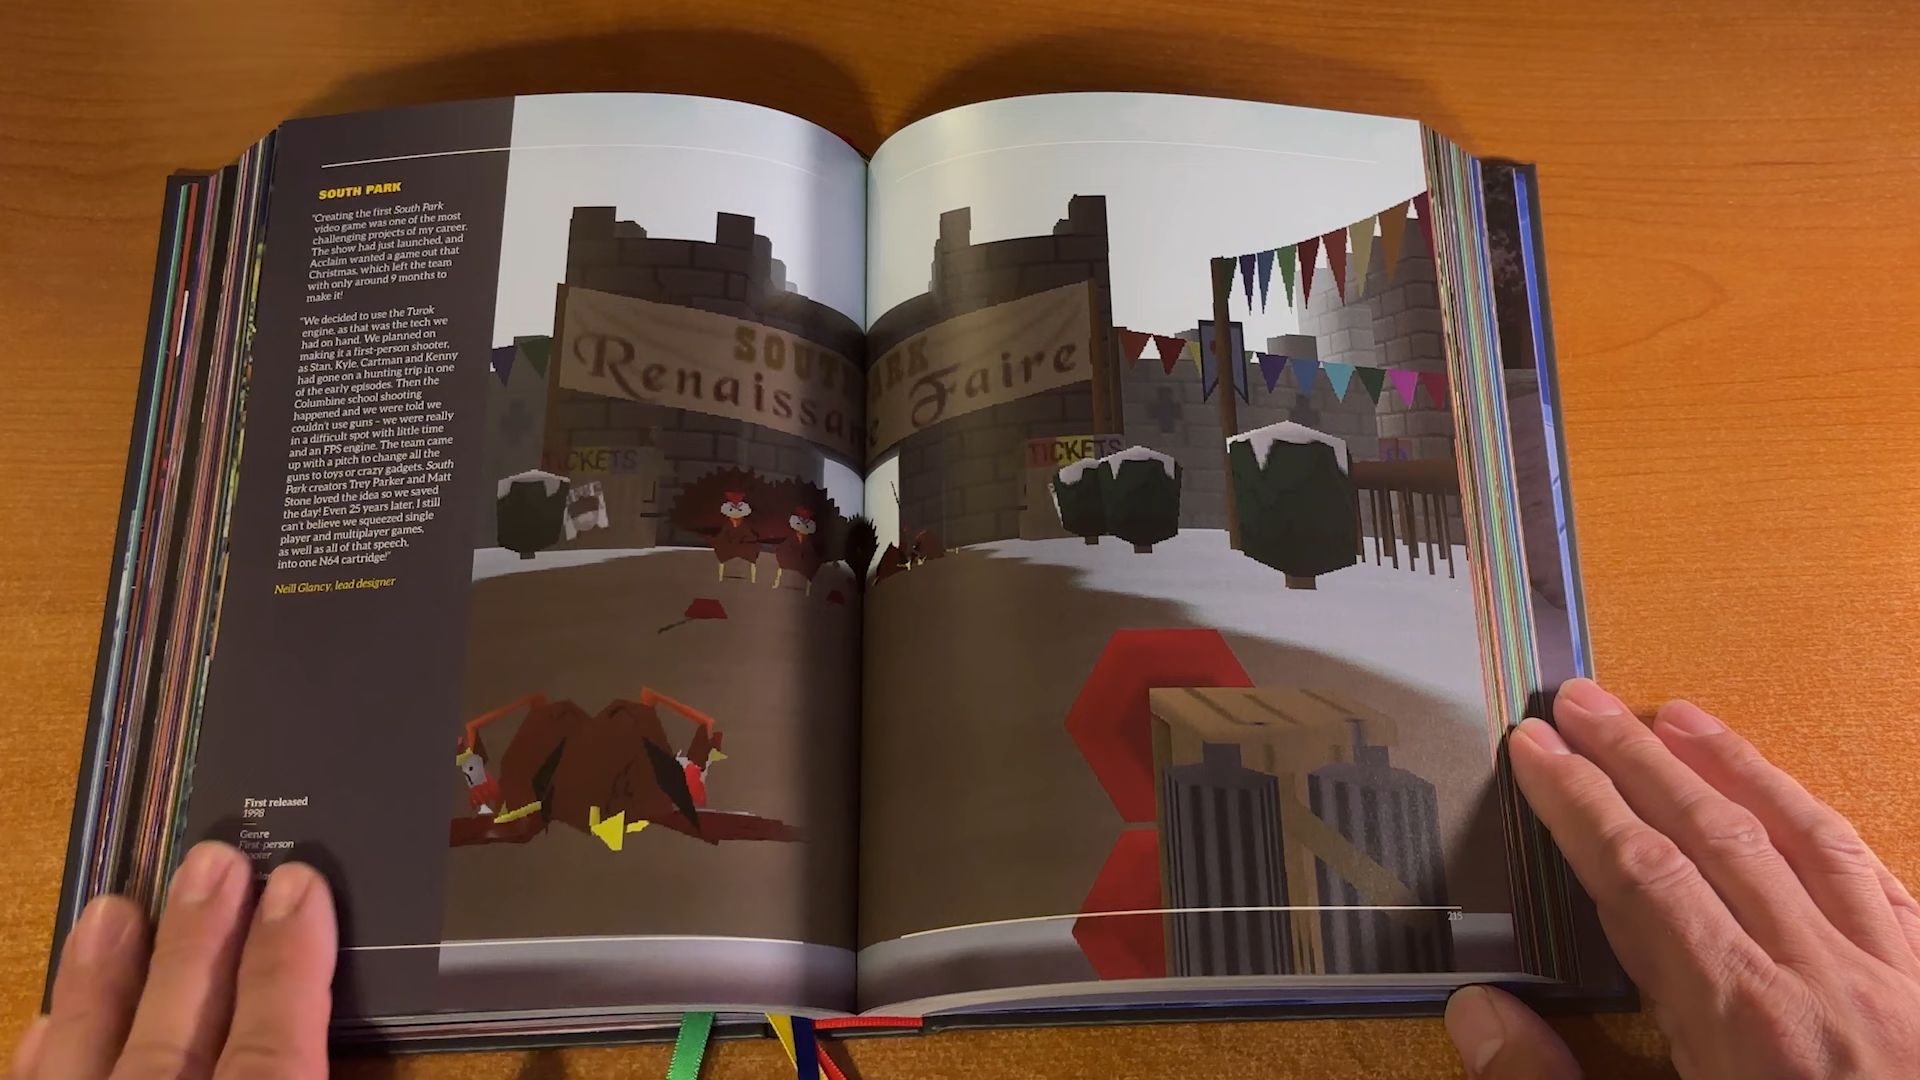 SOUTH PARK
"Creating the first South Park
video game was one of the most
challenging projects of my career.
The show had just launched, and
Acclaim wanted a game out that
Christmas, which left the team
with only around 9 months to
make it!
"We decided to use the Turok
engine, as that was the tech we
had on hand. We planned on
making it a first-person shooter,
as Stan, Kyle, Cartman and Kenny
had gone on a hunting trip in one
of the early episodes. Then the
Columbine school shooting
happened and we were told we
couldn't use guns – we were really
in a difficult spot with little time
and an FPS engine. The team came
up with a pitch to change all the
guns to toys or crazy gadgets. South
Park creators Trey Parker and Matt
Stone loved the idea so we saved
the day! Even 25 years later, I still
can't believe we squeezed single
player and multiplayer games,
as well as all of that speech,
into one N64 cartridge!"
Neill Glancy, lead designer
First released
1998
Genre
First-person
SOUTH PARK
Renaissance Faire
TICKETS
TICKETS
215